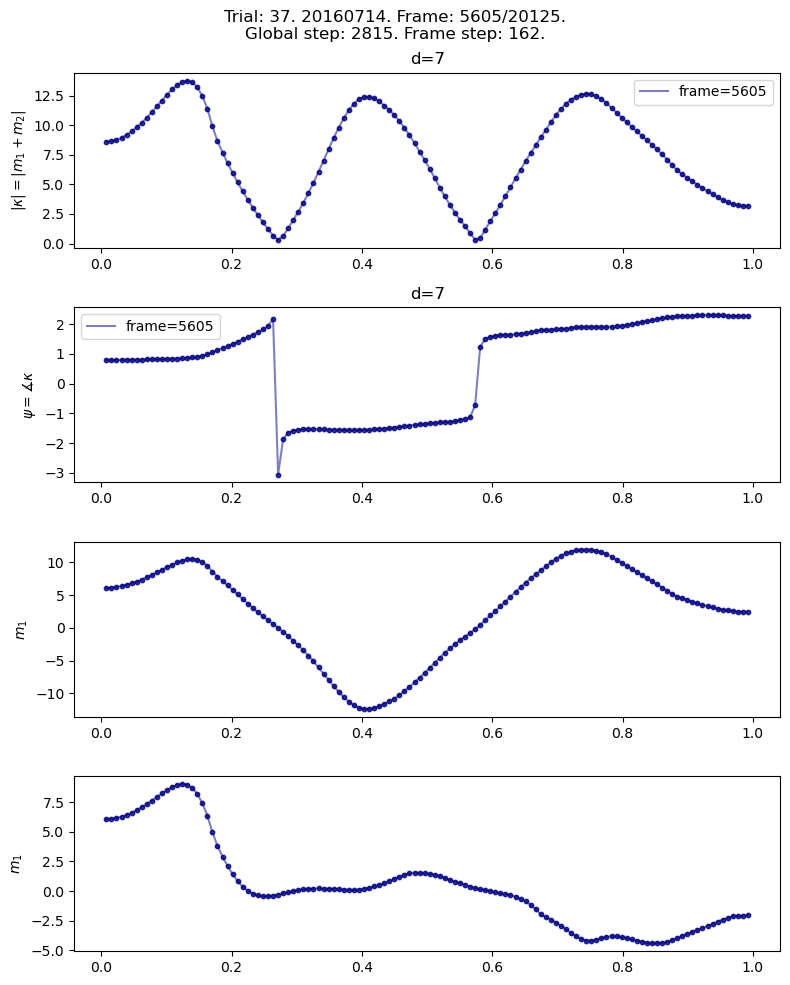 Trial: 37. 20160714. Frame: 5605/20125.
Global step: 2815. Frame step: 162.
d=7
|κ| = |m₁ + m₂|
12.5
10.0
7.5
5.0
2.5
0.0
frame=5605
0.0 0.2 0.4 0.6 0.8 1.0
d=7
ψ = ∡κ
2
1
0
−1
−2
−3
frame=5605
0.0 0.2 0.4 0.6 0.8 1.0
m₁
10
5
0
−5
−10
0.0 0.2 0.4 0.6 0.8 1.0
m₁
7.5
5.0
2.5
0.0
−2.5
−5.0
0.0 0.2 0.4 0.6 0.8 1.0